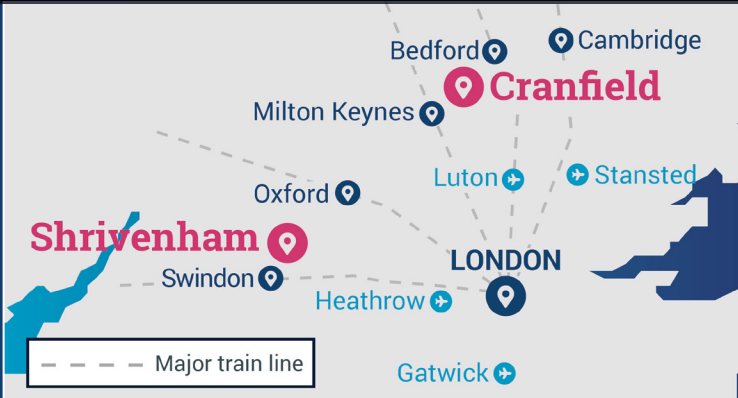 Bedford
Cambridge
Cranfield
Milton Keynes
Luton
Stansted
Oxford
Shrivenham
LONDON
Swindon
Heathrow
Major train line
Gatwick